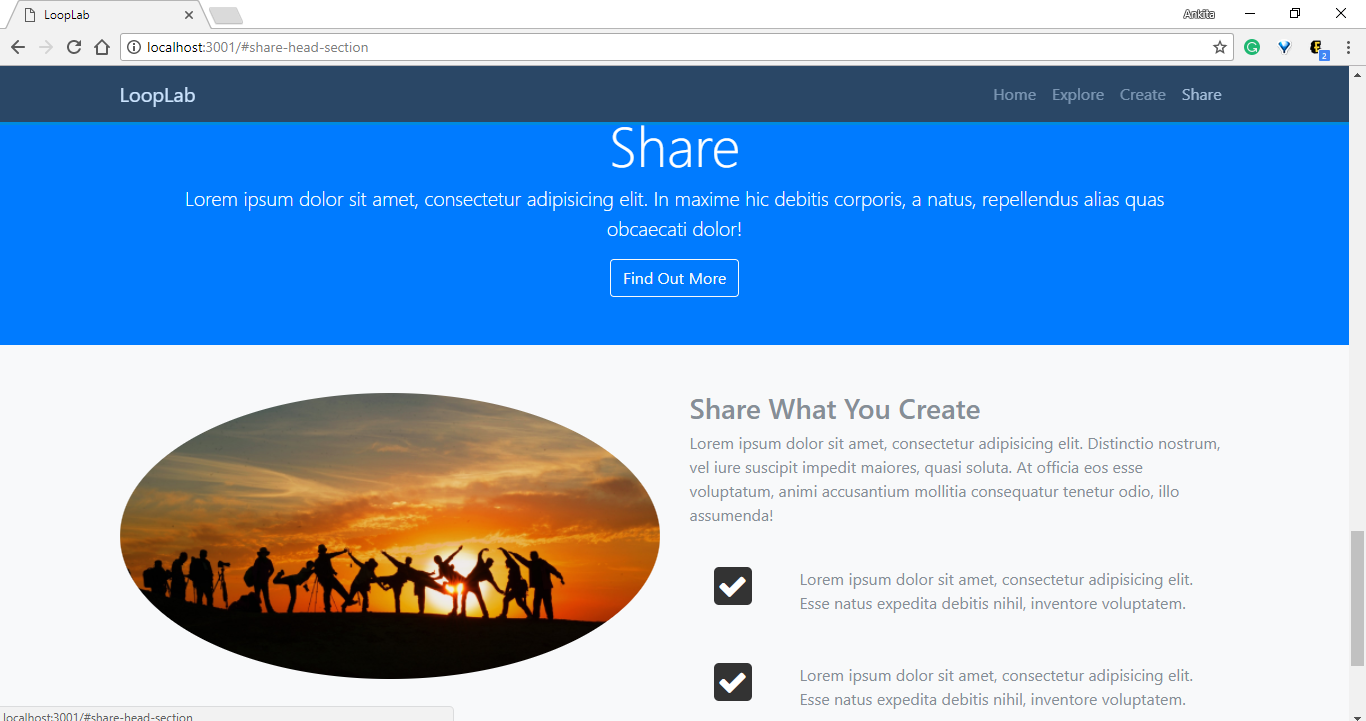 LoopLab
Ankita
localhost:3001/#share-head-section
2
LoopLab
Home Explore Create Share
Share
Lorem ipsum dolor sit amet, consectetur adipisicing elit. In maxime hic debitis corporis, a natus, repellendus alias quas
obcaecati dolor!
Find Out More
Share What You Create
Lorem ipsum dolor sit amet, consectetur adipisicing elit. Distinctio nostrum,
vel iure suscipit impedit maiores, quasi soluta. At officia eos esse
voluptatum, animi accusantium mollitia consequatur tenetur odio, illo
assumenda!
Lorem ipsum dolor sit amet, consectetur adipisicing elit.
Esse natus expedita debitis nihil, inventore voluptatem.
Lorem ipsum dolor sit amet, consectetur adipisicing elit.
Esse natus expedita debitis nihil, inventore voluptatem.
localhost:3001/#share-head-section